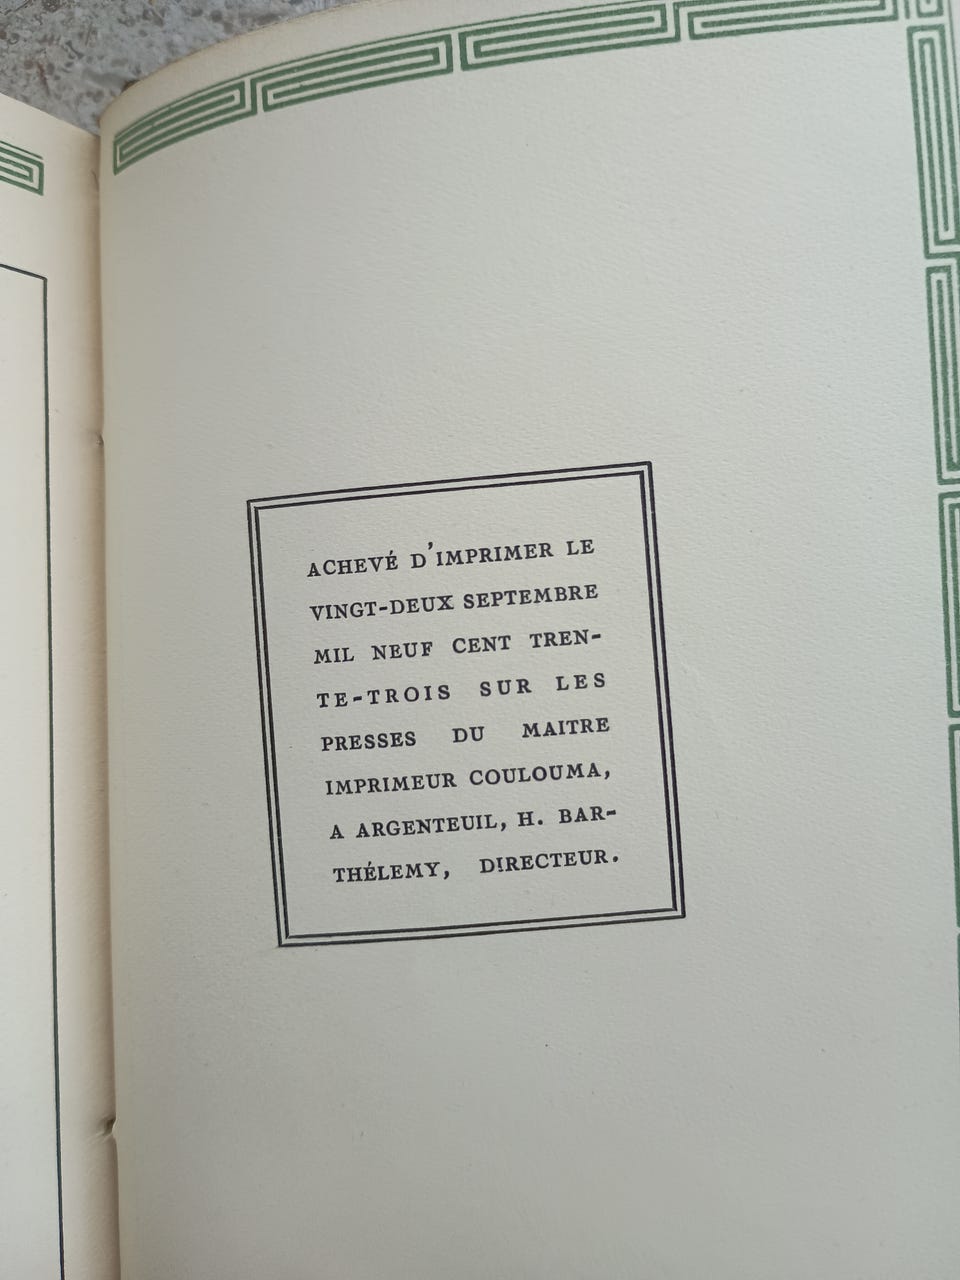 ACHEVÉ D'IMPRIMER LE
VINGT-DEUX SEPTEMBRE
MIL NEUF CENT TREN-
TE-TROIS SUR LES
PRESSES DU MAITRE
IMPRIMEUR COULOUMA,
A ARGENTEUIL, H. BAR-
THÉLEMY, DIRECTEUR.